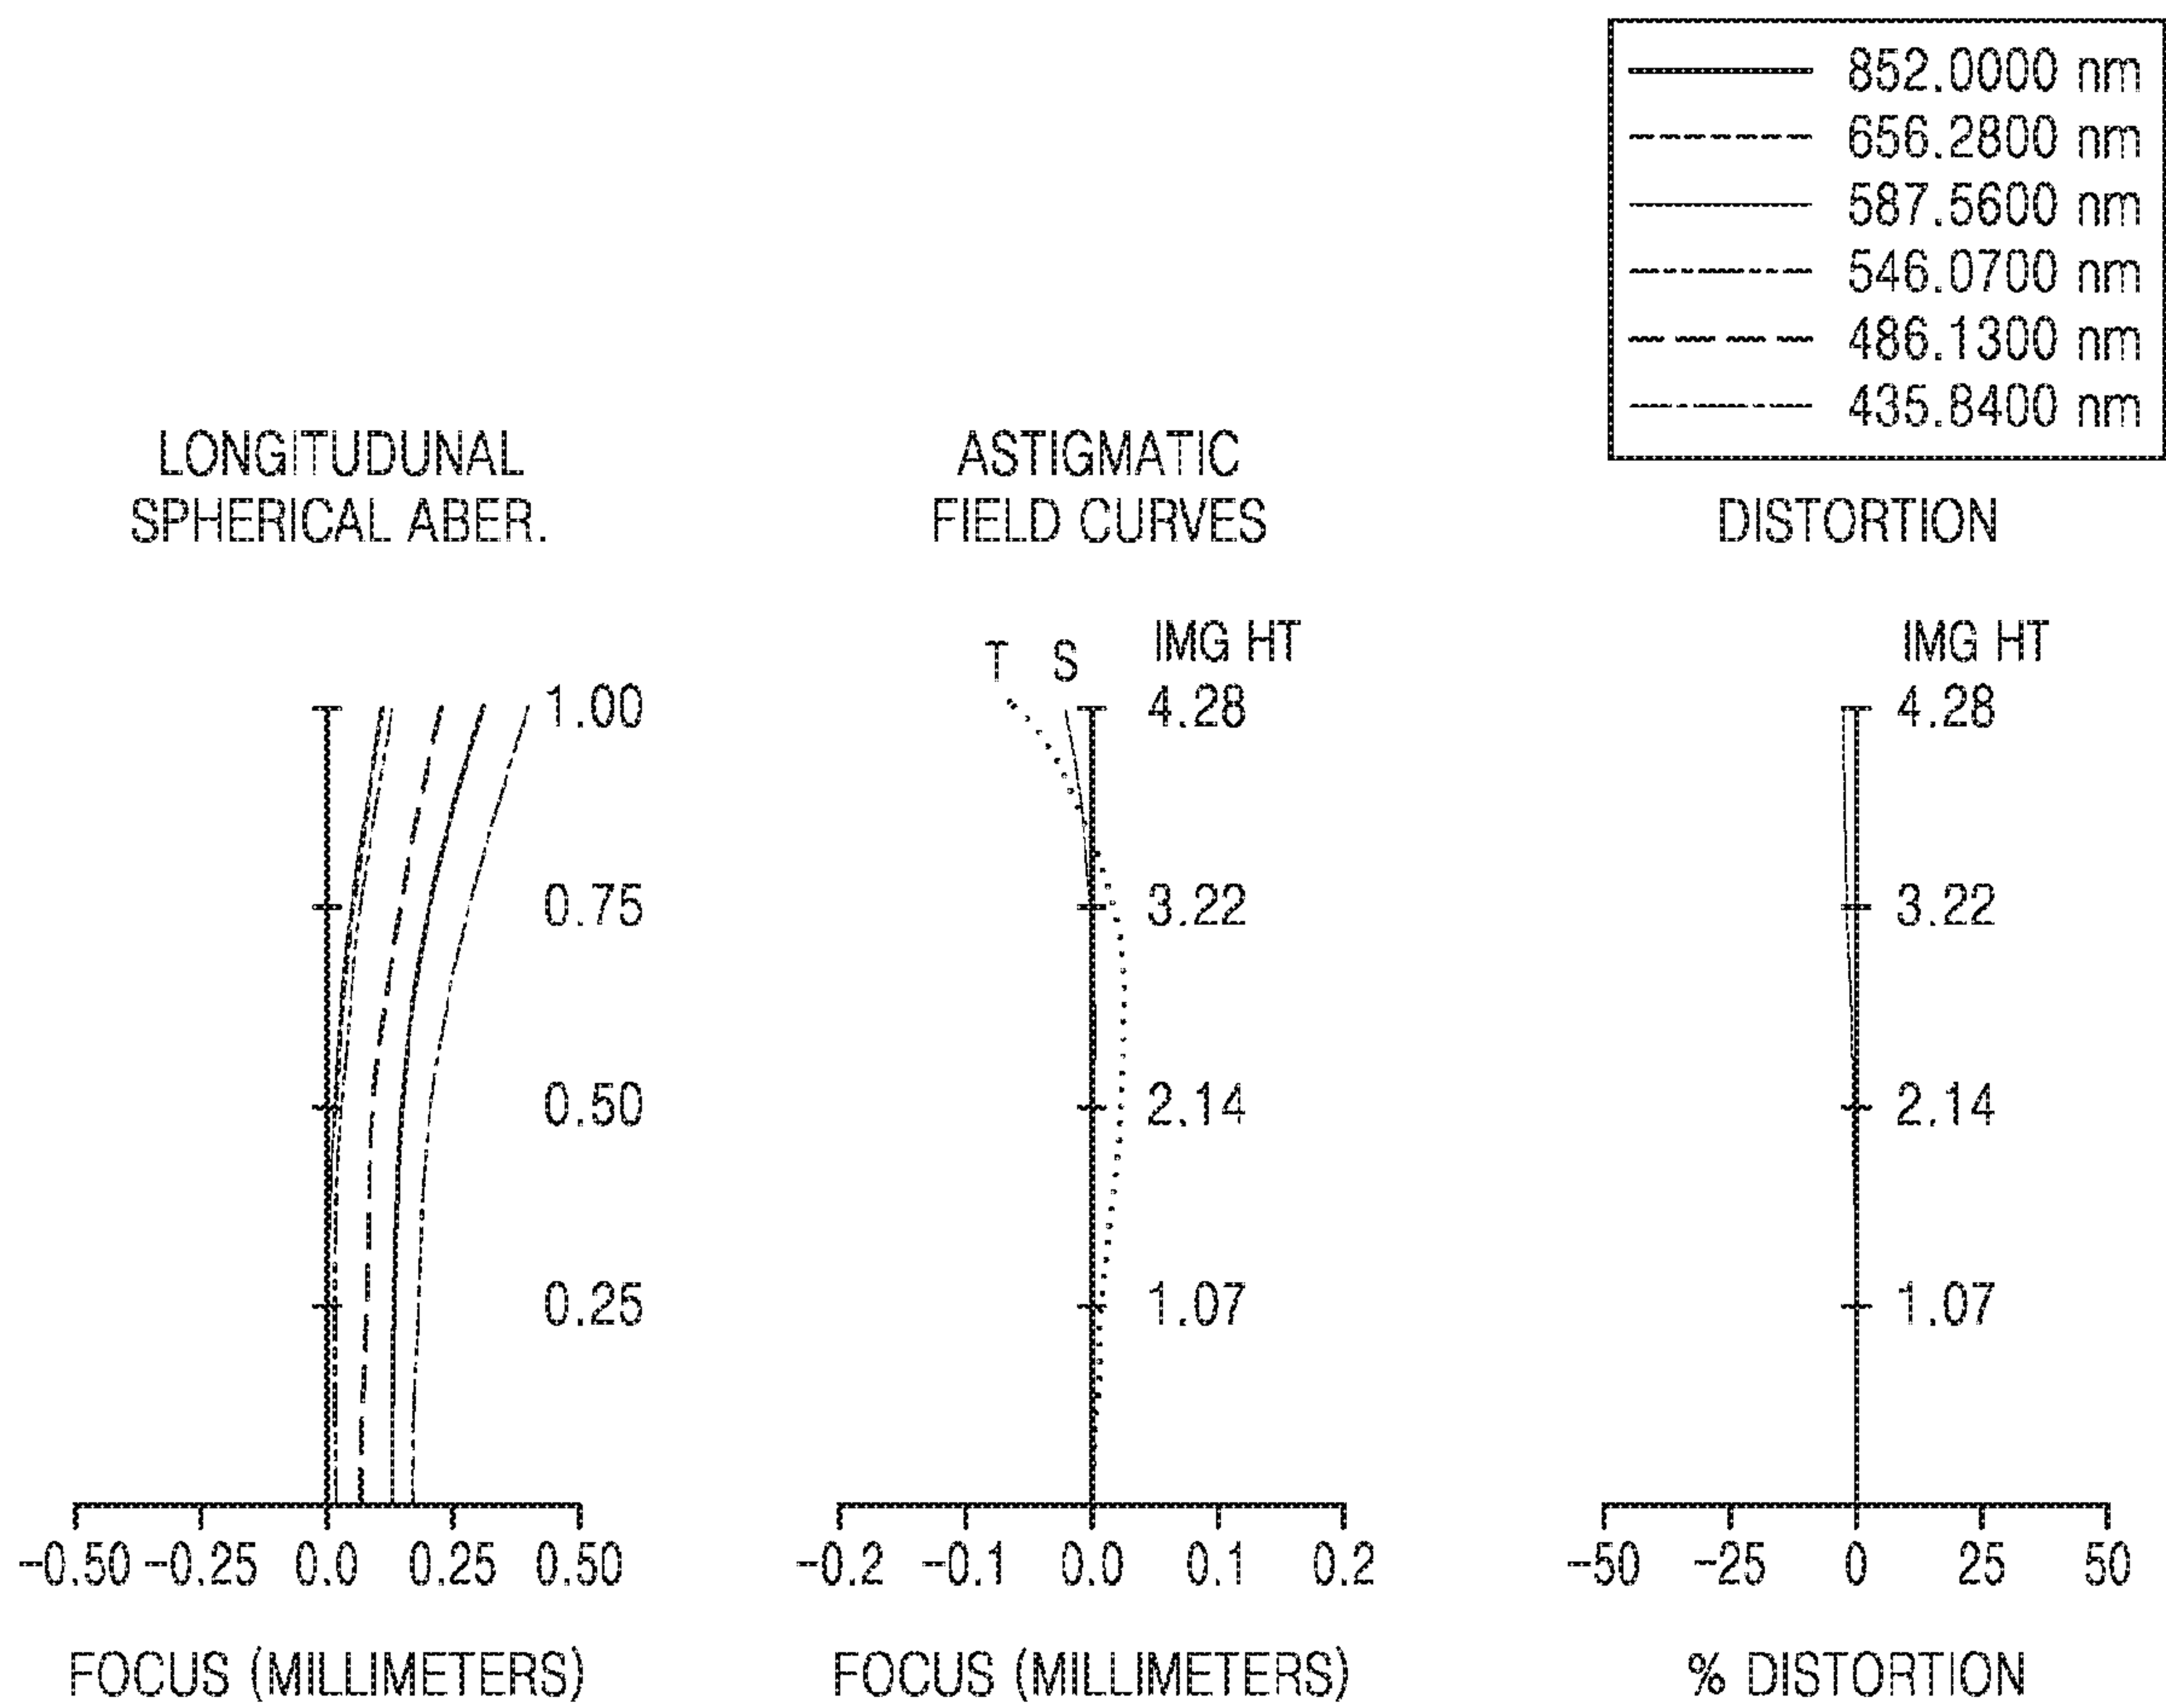 852.0000 nm
656.2800 nm
587.5600 nm
546.0700 nm
486.1300 nm
435.8400 nm
LONGITUDUNAL
SPHERICAL ABER.
1.00
0.75
0.50
0.25
-0.50 -0.25 0.0 0.25 0.50
FOCUS (MILLIMETERS)
ASTIGMATIC
FIELD CURVES
T S IMG HT
4.28
3.22
2.14
1.07
-0.2 -0.1 0.0 0.1 0.2
FOCUS (MILLIMETERS)
DISTORTION
IMG HT
4.28
3.22
2.14
1.07
-50 -25 0 25 50
% DISTORTION